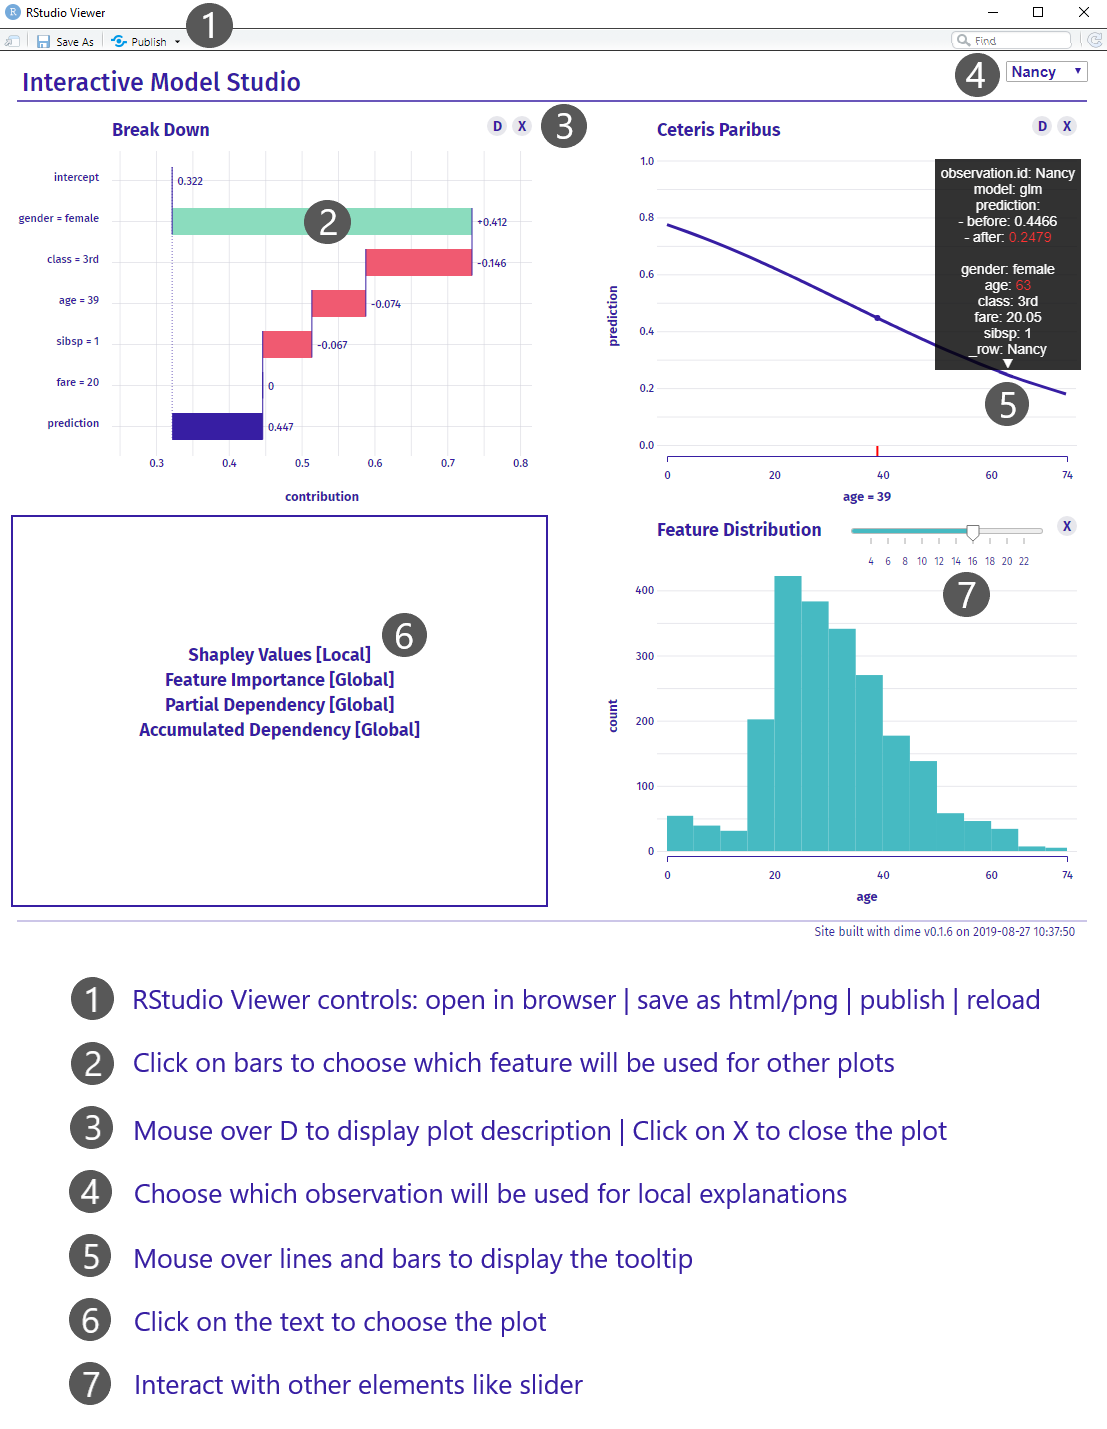 R RStudio Viewer
Save As Publish Find
1
Interactive Model Studio
4 Nancy
Break Down D X 3
intercept 0.322
gender = female 2 +0.412
class = 3rd -0.146
age = 39 -0.074
sibsp = 1 -0.067
fare = 20 0
prediction 0.447
0.3 0.4 0.5 0.6 0.7 0.8
contribution
Ceteris Paribus D X
1.0
0.8
0.6
0.4
0.2
0.0
prediction
observation.id: Nancy
model: glm
prediction:
- before: 0.4466
- after: 0.2479
gender: female
age: 63
class: 3rd
fare: 20.05
sibsp: 1
_row: Nancy
5
0 20 40 60 74
age = 39
6
Shapley Values [Local]
Feature Importance [Global]
Partial Dependency [Global]
Accumulated Dependency [Global]
Feature Distribution X
4 6 8 10 12 14 16 18 20 22
7
400
300
200
100
0
count
0 20 40 60 74
age
Site built with dime v0.1.6 on 2019-08-27 10:37:50
1 RStudio Viewer controls: open in browser | save as html/png | publish | reload
2 Click on bars to choose which feature will be used for other plots
3 Mouse over D to display plot description | Click on X to close the plot
4 Choose which observation will be used for local explanations
5 Mouse over lines and bars to display the tooltip
6 Click on the text to choose the plot
7 Interact with other elements like slider